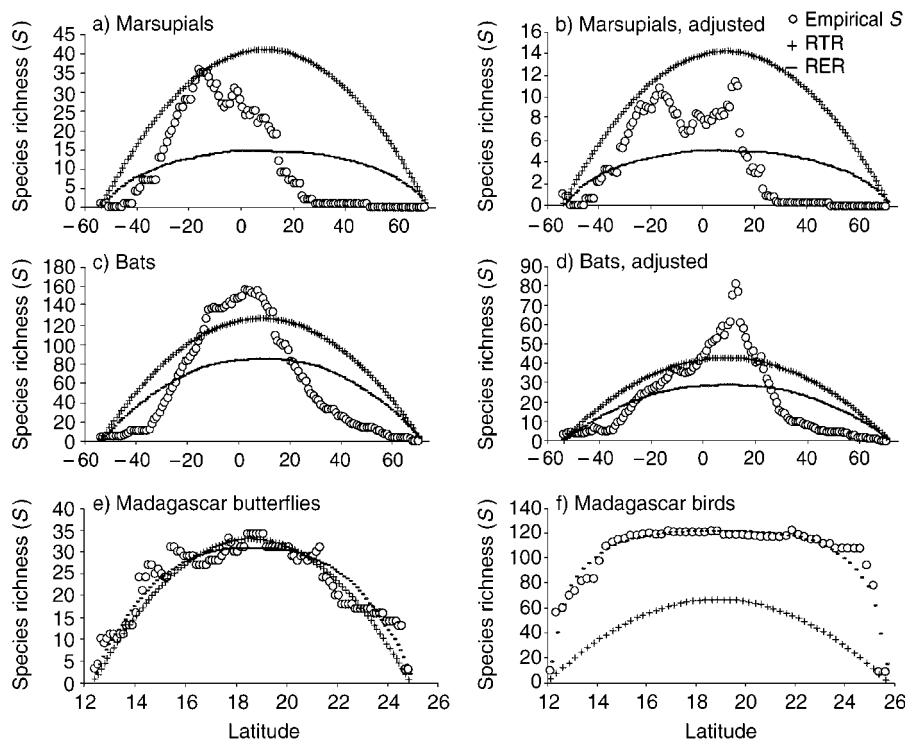 a) Marsupials
Species richness (S)
45
40
35
30
25
20
15
10
5
0
−60 −40 −20 0 20 40 60
b) Marsupials, adjusted
Empirical S
RTR
RER
Species richness (S)
16
14
12
10
8
6
4
2
0
−60 −40 −20 0 20 40 60
c) Bats
Species richness (S)
180
160
140
120
100
80
60
40
20
0
−60 −40 −20 0 20 40 60
d) Bats, adjusted
Species richness (S)
90
80
70
60
50
40
30
20
10
0
−60 −40 −20 0 20 40 60
e) Madagascar butterflies
Species richness (S)
40
35
30
25
20
15
10
5
0
12 14 16 18 20 22 24 26
Latitude
f) Madagascar birds
Species richness (S)
140
120
100
80
60
40
20
0
12 14 16 18 20 22 24 26
Latitude